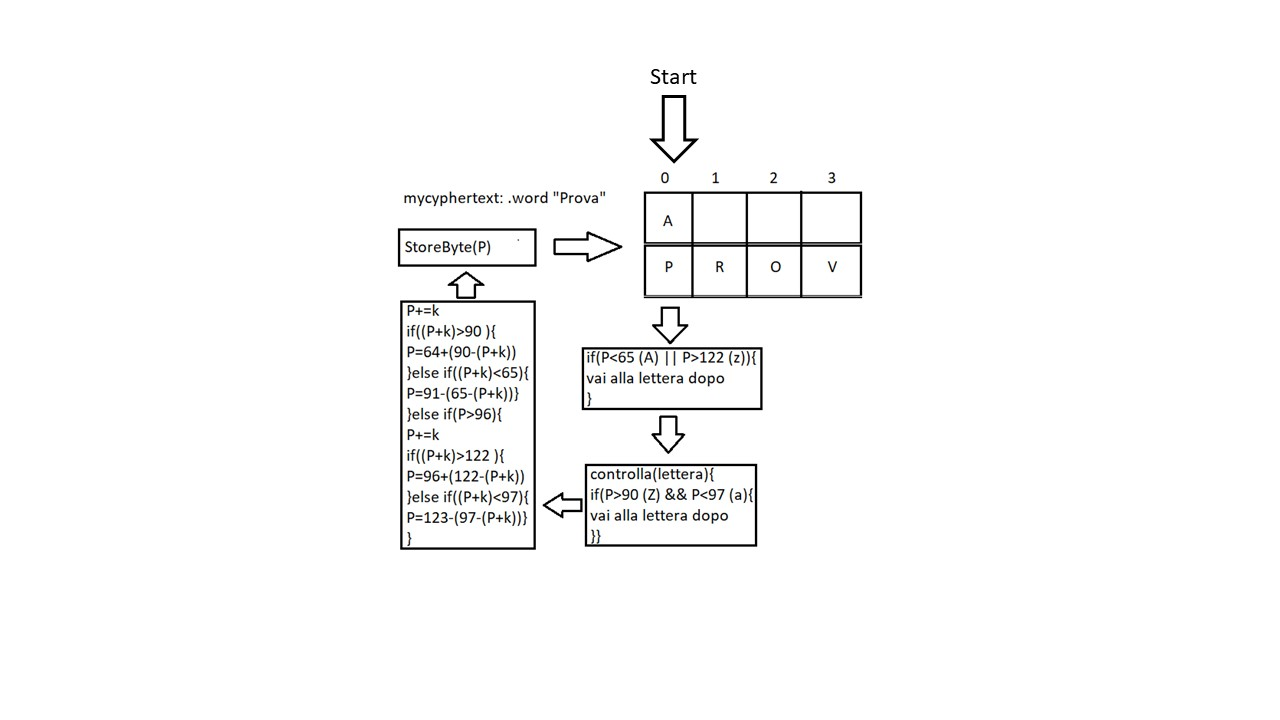 Start
0 1 2 3
mycyphertext: .word "Prova"
A
StoreByte(P)
P R O V
P+=k
if((P+k)>90 ){
P=64+(90-(P+k))
}else if((P+k)<65){
P=91-(65-(P+k))}
}else if(P>96){
P+=k
if((P+k)>122 ){
P=96+(122-(P+k))
}else if((P+k)<97){
P=123-(97-(P+k))}
}
if(P<65 (A) || P>122 (z)){
vai alla lettera dopo
}
controlla(lettera){
if(P>90 (Z) && P<97 (a){
vai alla lettera dopo
}}